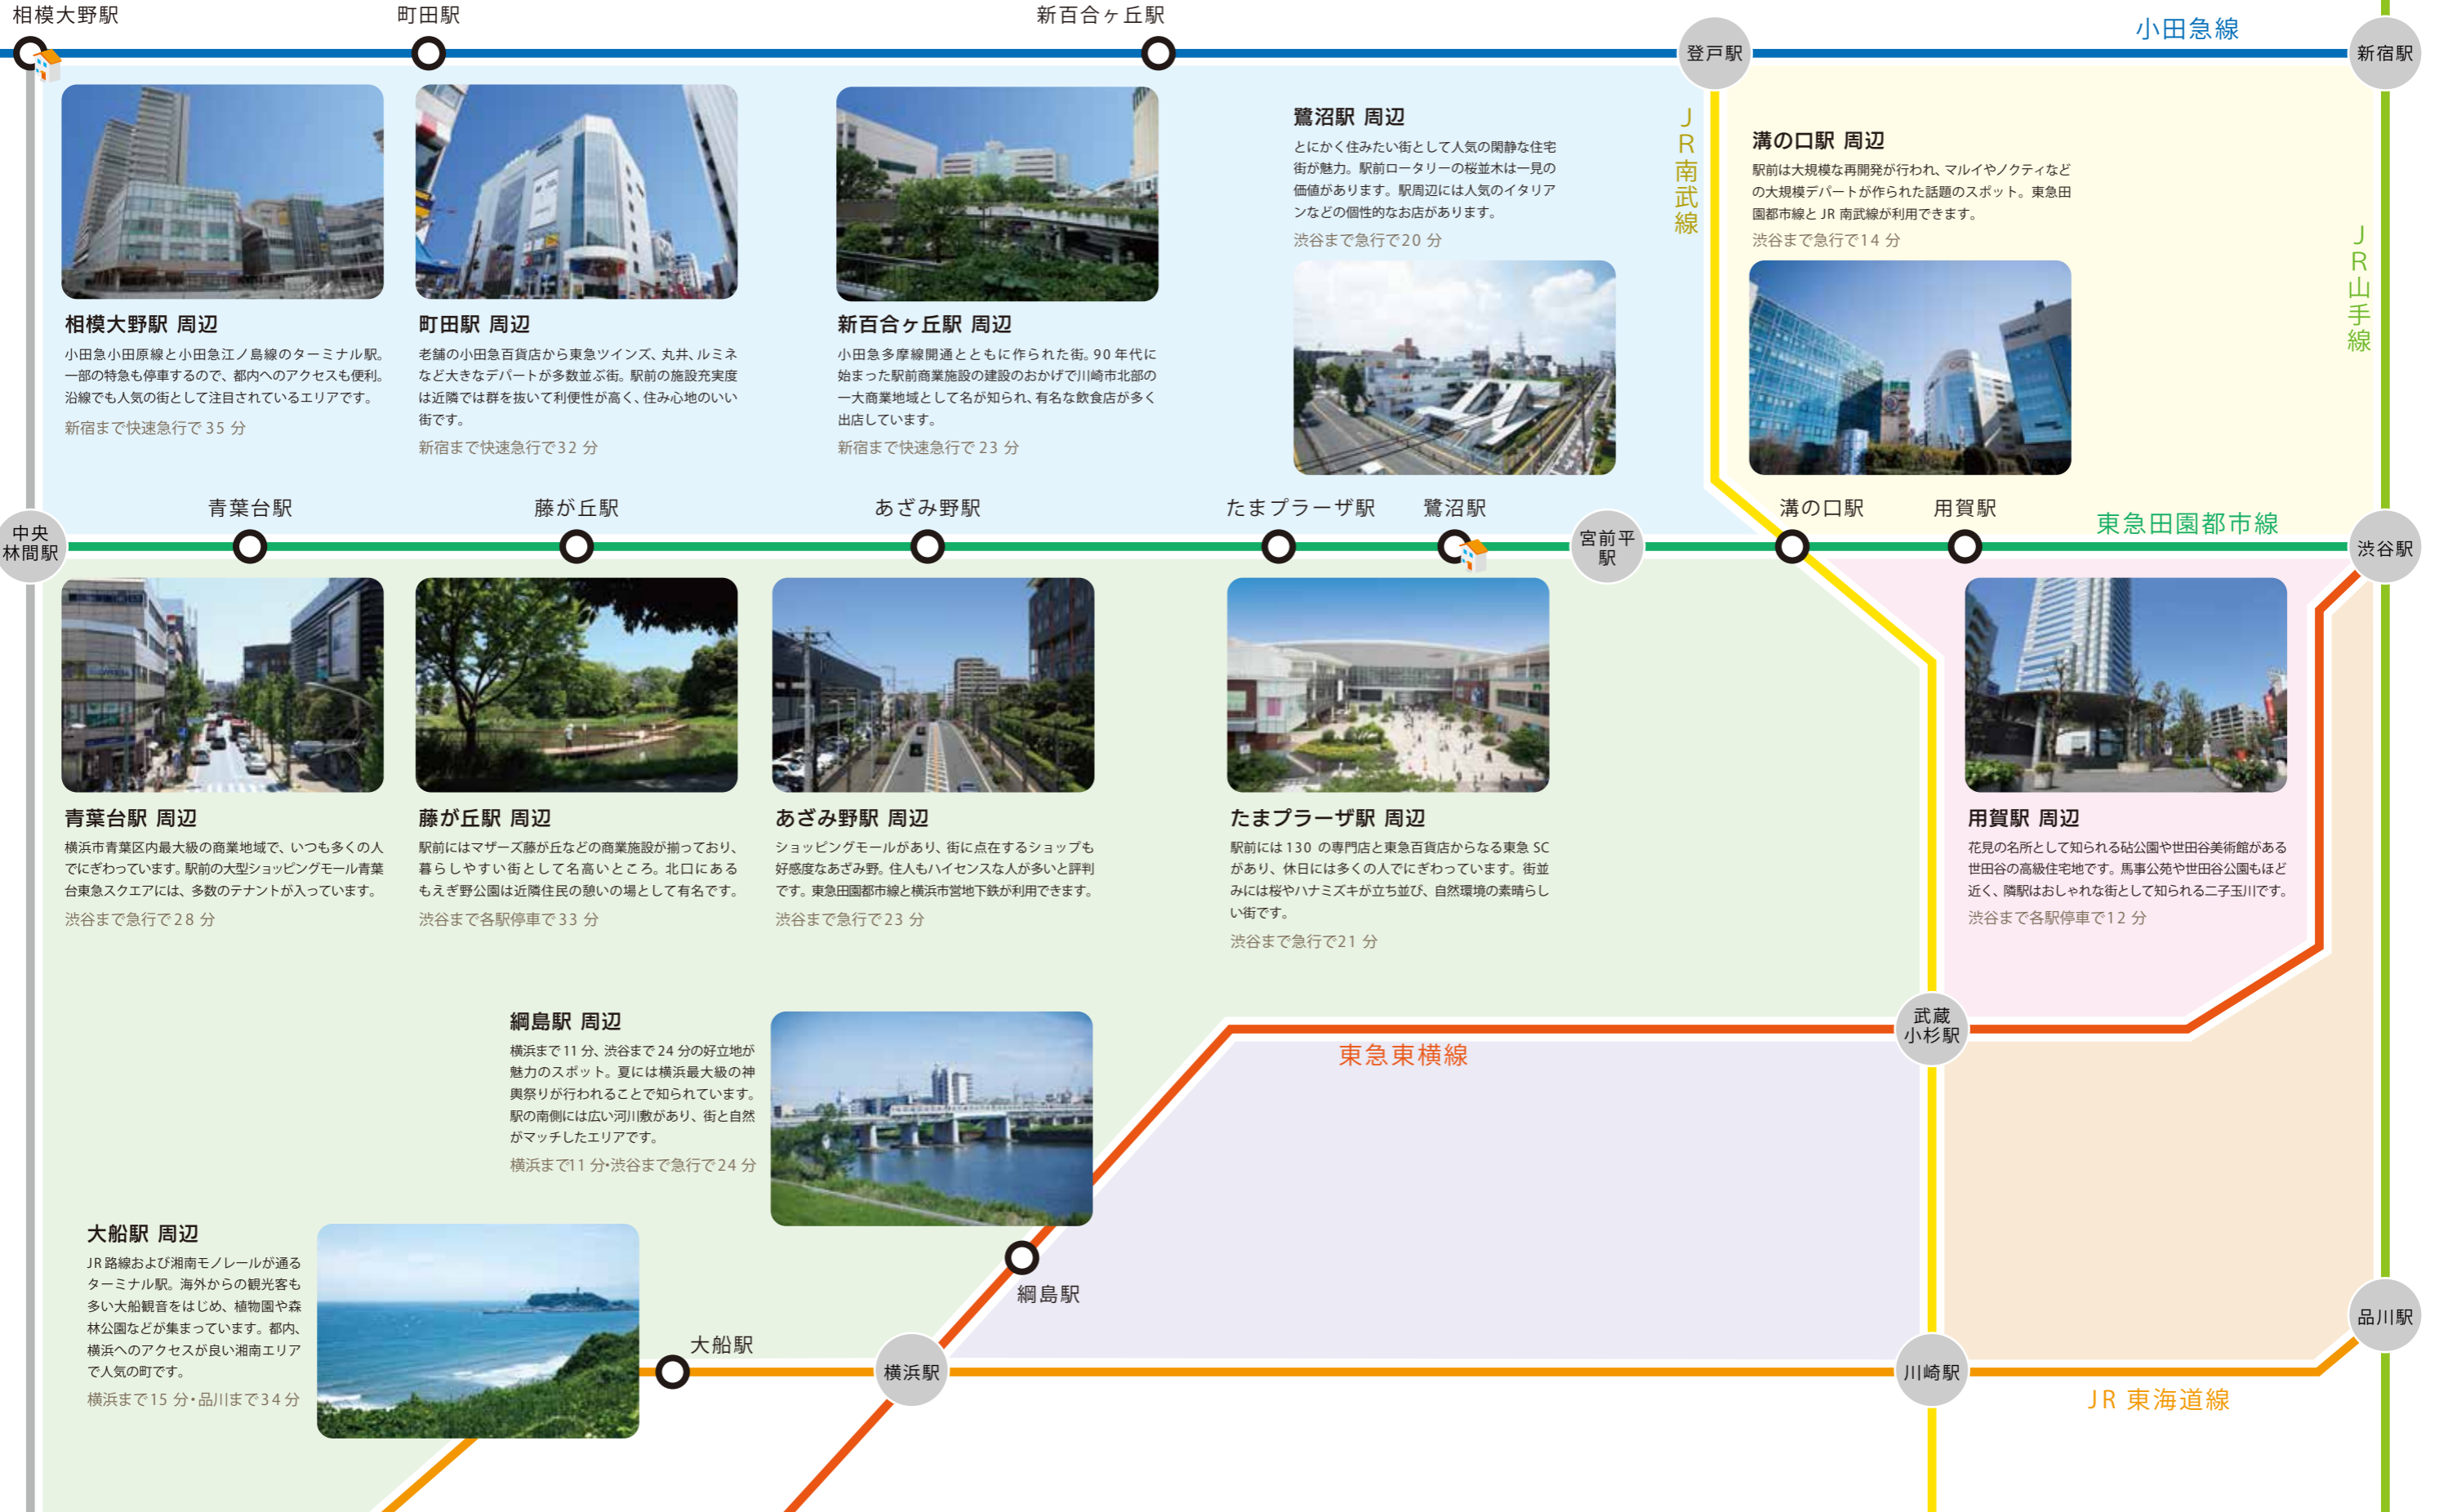 相模大野駅
町田駅
新百合ヶ丘駅
登戸駅
小田急線
新宿駅
相模大野駅 周辺
小田急小田原線と小田急江ノ島線のターミナル駅。
一部の特急も停車するので、都内へのアクセスも便利。
沿線でも人気の街として注目されているエリアです。
新宿まで快速急行で35 分
町田駅 周辺
老舗の小田急百貨店から東急ツインズ、丸井、ルミネ
など大きなデパートが多数並ぶ街。駅前の施設充実度
は近隣では群を抜いて利便性が高く、住み心地のいい
街です。
新宿まで快速急行で32 分
新百合ヶ丘駅 周辺
小田急多摩線開通とともに作られた街。90年代に
始まった駅前商業施設の建設のおかげで川崎市北部の
一大商業地域として名が知られ、有名な飲食店が多く
出店しています。
新宿まで快速急行で23 分
鷺沼駅 周辺
とにかく住みたい街として人気の閑静な住宅
街が魅力。駅前ロータリーの桜並木は一見の
価値があります。駅周辺には人気のイタリア
ンなどの個性的なお店があります。
渋谷まで急行で20 分
JR南武線
溝の口駅 周辺
駅前は大規模な再開発が行われ、マルイやノクティなど
の大規模デパートが作られた話題のスポット。東急田
園都市線とJR 南武線が利用できます。
渋谷まで急行で14 分
JR山手線
中央
林間駅
青葉台駅
藤が丘駅
あざみ野駅
たまプラーザ駅
鷺沼駅
宮前平
駅
溝の口駅
用賀駅
東急田園都市線
渋谷駅
青葉台駅 周辺
横浜市青葉区内最大級の商業地域で、いつも多くの人
でにぎわっています。駅前の大型ショッピングモール青葉
台東急スクエアには、多数のテナントが入っています。
渋谷まで急行で28 分
藤が丘駅 周辺
駅前にはマザーズ藤が丘などの商業施設が揃っており、
暮らしやすい街として名高いところ。北口にある
もえぎ野公園は近隣住民の憩いの場として有名です。
渋谷まで各駅停車で33 分
あざみ野駅 周辺
ショッピングモールがあり、街に点在するショップも
好感度なあざみ野。住人もハイセンスな人が多いと評判
です。東急田園都市線と横浜市営地下鉄が利用できます。
渋谷まで急行で23 分
たまプラーザ駅 周辺
駅前には130 の専門店と東急百貨店からなる東急 SC
があり、休日には多くの人でにぎわっています。街並
みには桜やハナミズキが立ち並び、自然環境の素晴らし
い街です。
渋谷まで急行で21 分
用賀駅 周辺
花見の名所として知られる砧公園や世田谷美術館がある
世田谷の高級住宅地です。馬事公苑や世田谷公園もほど
近く、隣駅はおしゃれな街として知られる二子玉川です。
渋谷まで各駅停車で12 分
綱島駅 周辺
横浜まで11 分、渋谷まで24分の好立地が
魅力のスポット。夏には横浜最大級の神
輿祭りが行われることで知られています。
駅の南側には広い河川敷があり、街と自然
がマッチしたエリアです。
横浜まで11 分・渋谷まで急行で24 分
東急東横線
武蔵
小杉駅
大船駅 周辺
JR路線および湘南モノレールが通る
ターミナル駅。海外からの観光客も
多い大船観音をはじめ、植物園や森
林公園などが集まっています。都内、
横浜へのアクセスが良い湘南エリア
で人気の町です。
横浜まで15 分・品川まで34分
綱島駅
大船駅
横浜駅
川崎駅
品川駅
JR 東海道線